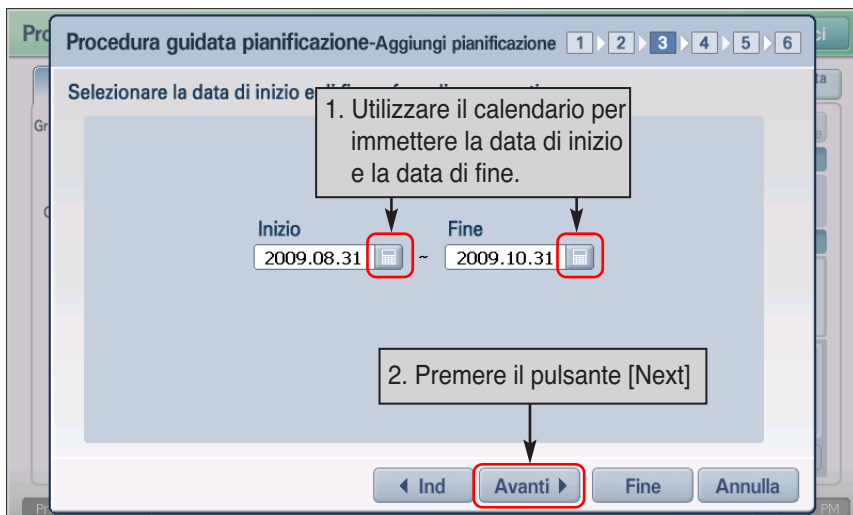 Procedura guidata pianificazione-Aggiungi pianificazione 1 2 3 4 5 6
Selezionare la data di inizio e
1. Utilizzare il calendario per
immettere la data di inizio
e la data di fine.
Inizio Fine
2009.08.31 ~ 2009.10.31
2. Premere il pulsante [Next]
Ind Avanti Fine Annulla
PM